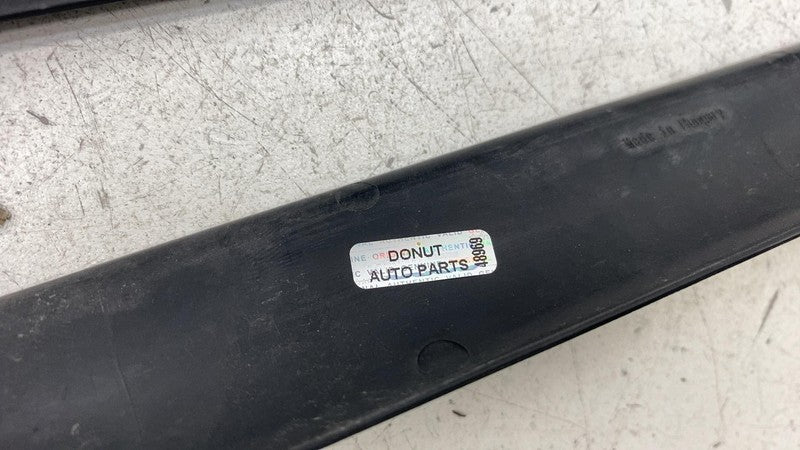 Made in Hungary
DONUT
AUTO PARTS
48969